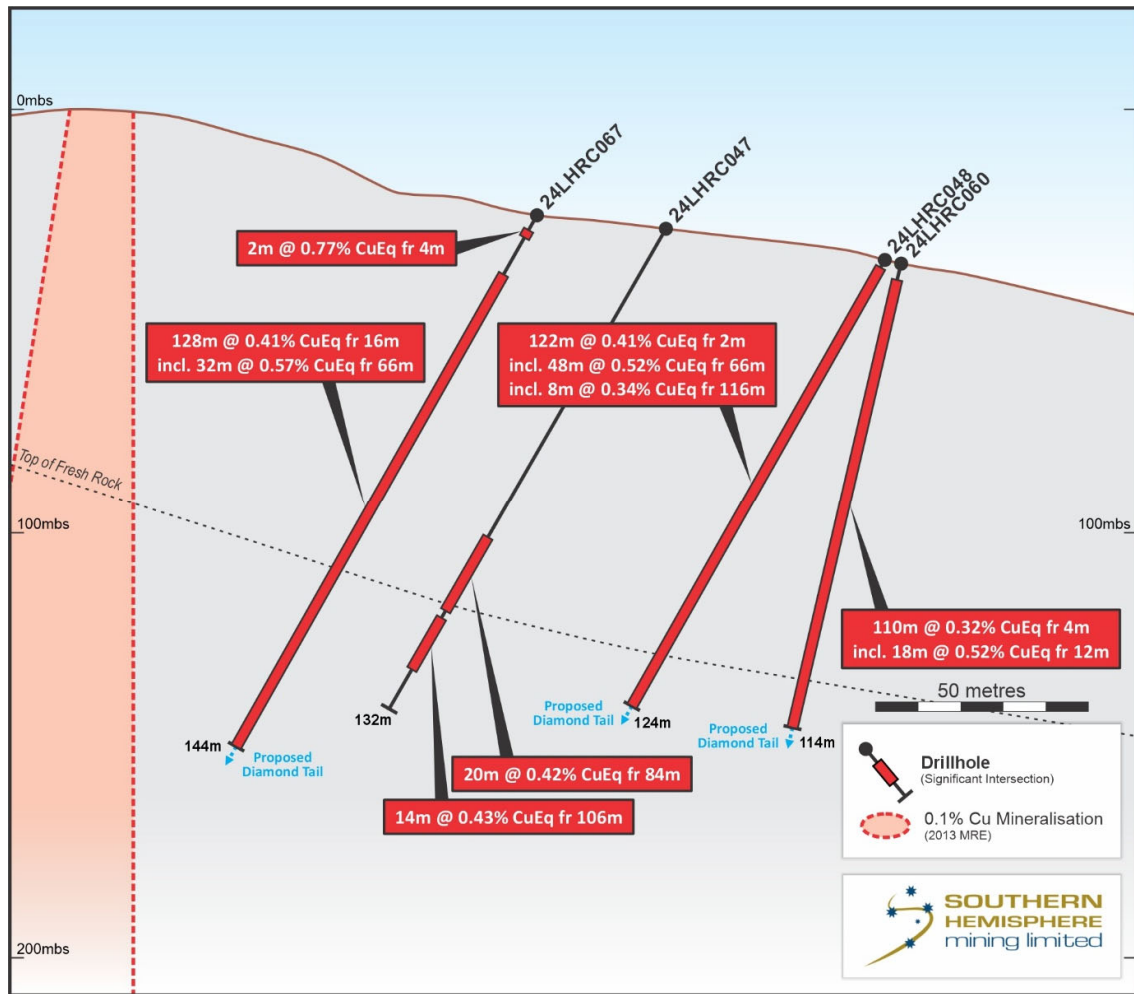 0mbs
24LHRC067
24LHRC047
24LHRC048
24LHRC060
2m @ 0.77% CuEq fr 4m
128m @ 0.41% CuEq fr 16m
incl. 32m @ 0.57% CuEq fr 66m
122m @ 0.41% CuEq fr 2m
incl. 48m @ 0.52% CuEq fr 66m
incl. 8m @ 0.34% CuEq fr 116m
Top of Fresh Rock
100mbs
100mbs
110m @ 0.32% CuEq fr 4m
incl. 18m @ 0.52% CuEq fr 12m
50 metres
144m
Proposed
Diamond Tail
132m
Proposed
Diamond Tail
124m
Proposed
Diamond Tail
114m
20m @ 0.42% CuEq fr 84m
14m @ 0.43% CuEq fr 106m
Drillhole
(Significant Intersection)
0.1% Cu Mineralisation
(2013 MRE)
SOUTHERN
HEMISPHERE
mining limited
200mbs